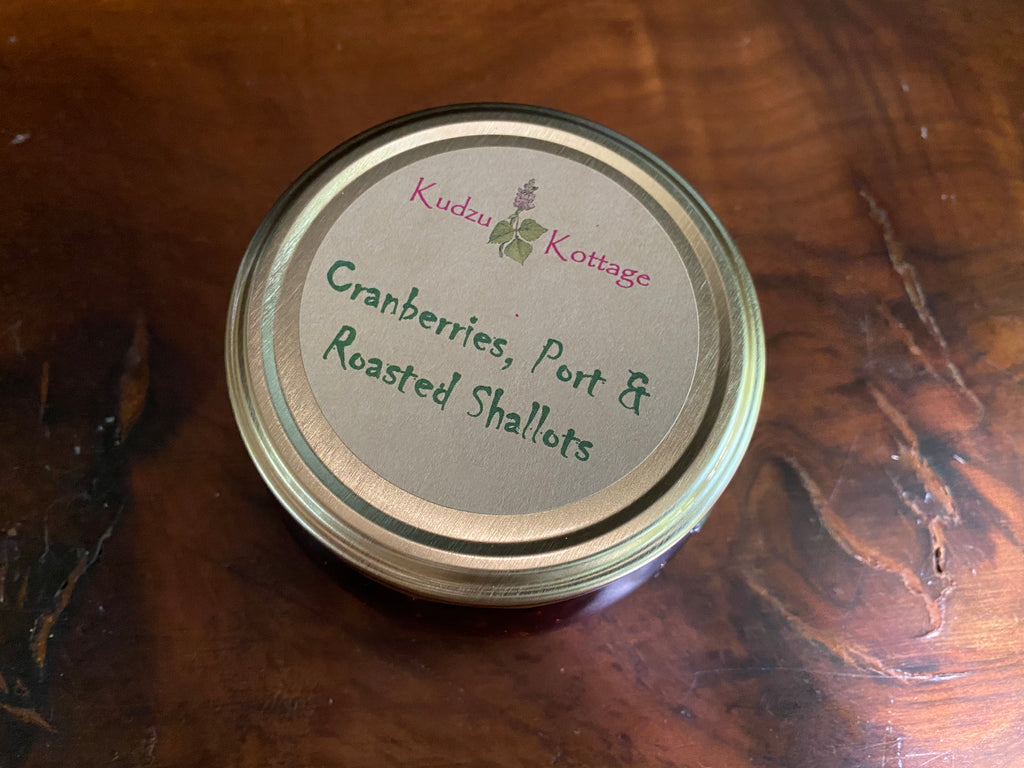 Kudzu Kottage
Cranberries, Port &
Roasted Shallots